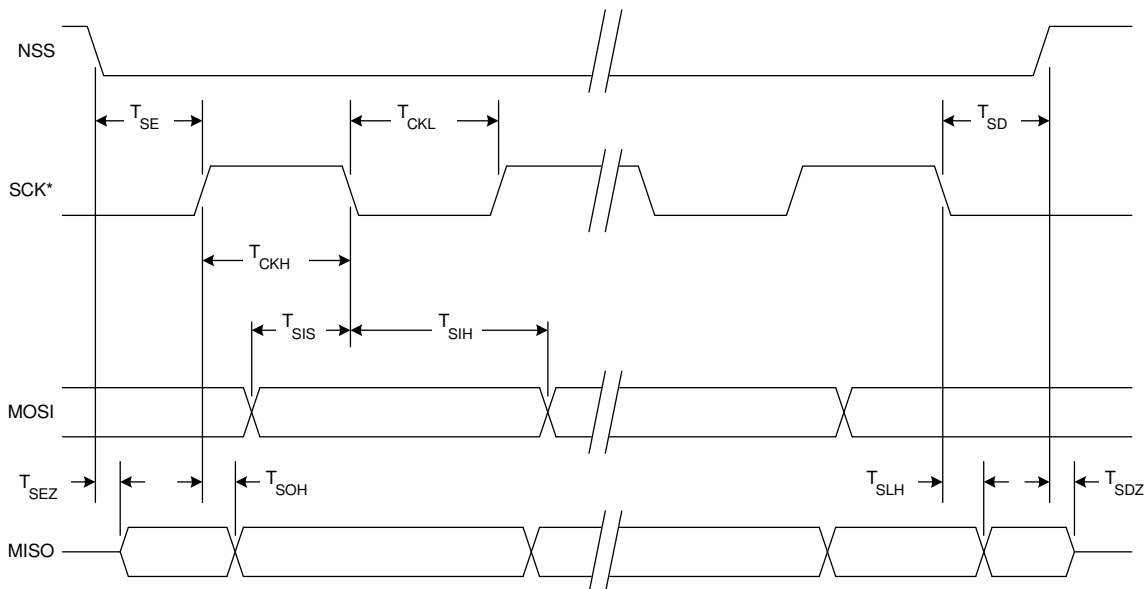 NSS
T_SE
T_CKL
T_SD
SCK*
T_CKH
T_SIS
T_SIH
MOSI
T_SEZ
T_SOH
T_SLH
T_SDZ
MISO